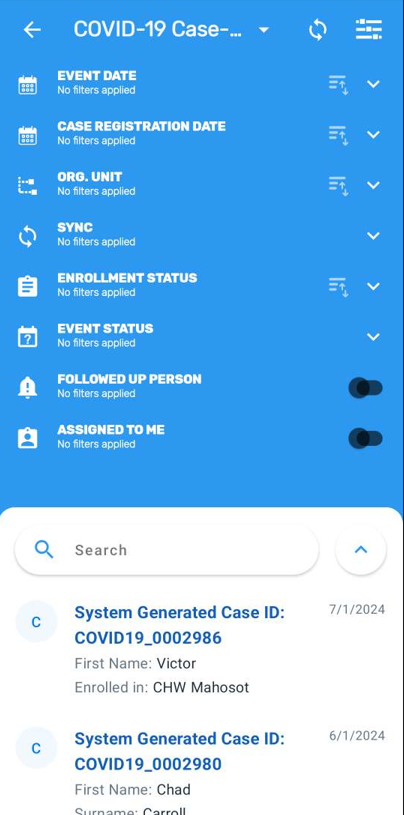 COVID-19 Case-...
EVENT DATE
No filters applied
CASE REGISTRATION DATE
No filters applied
ORG. UNIT
No filters applied
SYNC
No filters applied
ENROLLMENT STATUS
No filters applied
EVENT STATUS
No filters applied
FOLLOWED UP PERSON
No filters applied
ASSIGNED TO ME
No filters applied
Search
C
System Generated Case ID: 7/1/2024
COVID19_0002986
First Name: Victor
Enrolled in: CHW Mahosot
C
System Generated Case ID: 6/1/2024
COVID19_0002980
First Name: Chad
Surname: Carroll